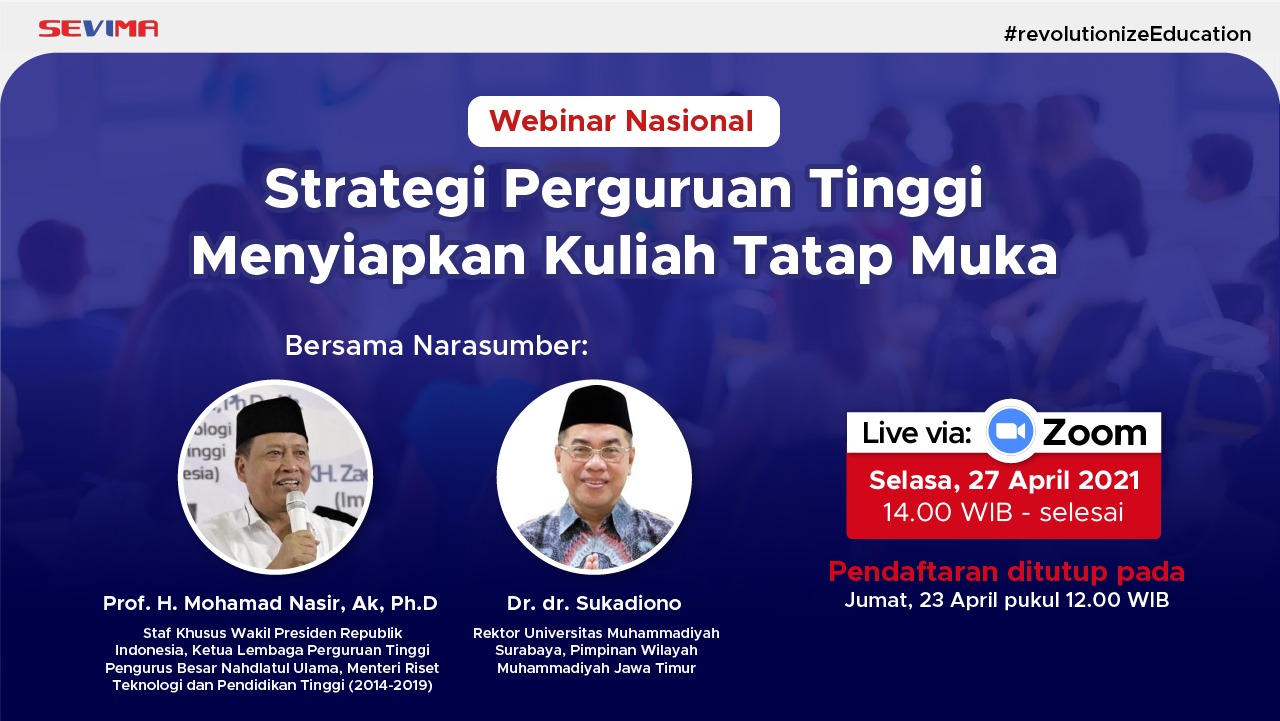 SEVIMA
#revolutionizeEducation
Webinar Nasional
Strategi Perguruan Tinggi
Menyiapkan Kuliah Tatap Muka
Bersama Narasumber:
Prof. H. Mohamad Nasir, Ak, Ph.D
Staf Khusus Wakil Presiden Republik
Indonesia, Ketua Lembaga Perguruan Tinggi
Pengurus Besar Nahdlatul Ulama, Menteri Riset
Teknologi dan Pendidikan Tinggi (2014-2019)
Dr. dr. Sukadiono
Rektor Universitas Muhammadiyah
Surabaya, Pimpinan Wilayah
Muhammadiyah Jawa Timur
Live via: Zoom
Selasa, 27 April 2021
14.00 WIB - selesai
Pendaftaran ditutup pada
Jumat, 23 April pukul 12.00 WIB